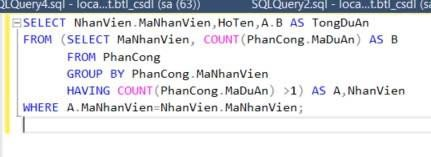 QLQuery4.sql - loca...t.btl_csdl (sa (63)) SQLQuery2.sql - loca...t.btl_csdl (sa
SELECT NhanVien.MaNhanVien,HoTen,A.B AS TongDuAn
FROM (SELECT MaNhanVien, COUNT(PhanCong.MaDuAn) AS B
FROM PhanCong
GROUP BY PhanCong.MaNhanVien
HAVING COUNT(PhanCong.MaDuAn) >1) AS A,NhanVien
WHERE A.MaNhanVien=NhanVien.MaNhanVien;